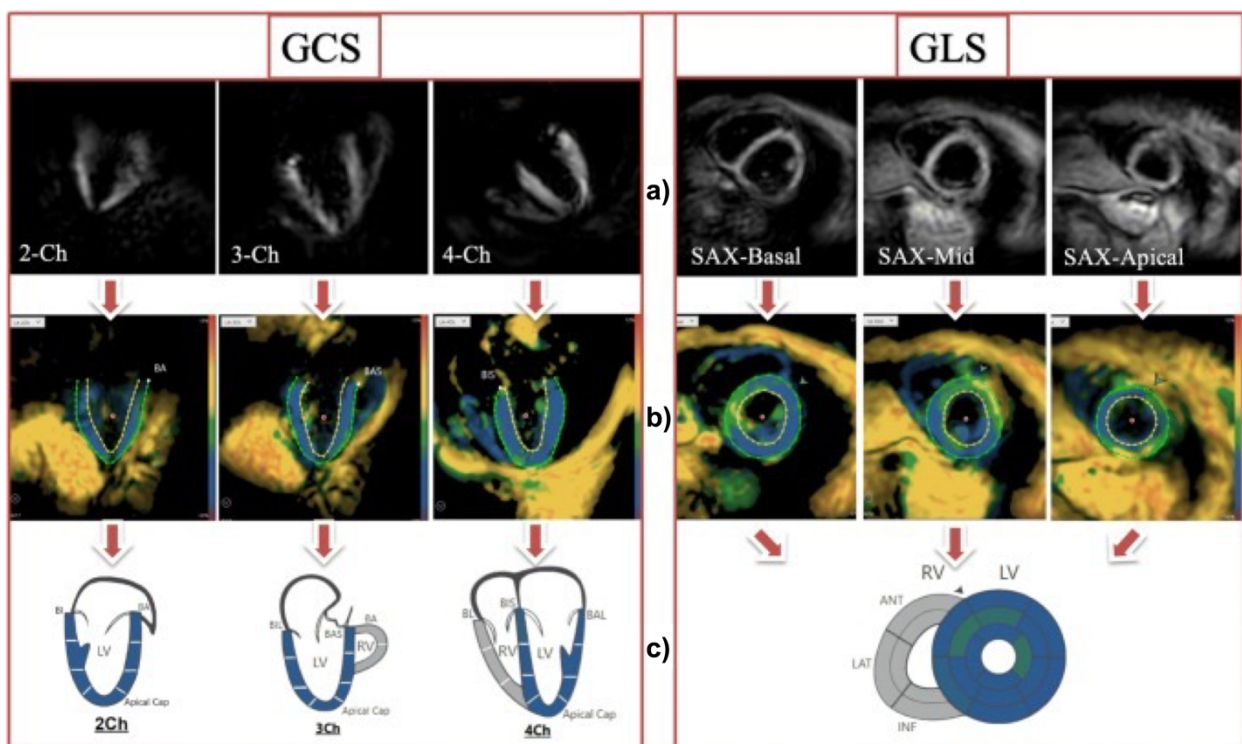 GCS
GLS
2-Ch
3-Ch
4-Ch
a)
SAX-Basal
SAX-Mid
SAX-Apical
BA
BAS
BIS
b)
BI
BA
LV
Apical Cap
2Ch
BIL
BAS
BA
RV
LV
Apical Cap
3Ch
BL
BIS
BAL
RV
LV
Apical Cap
4Ch
c)
RV
LV
ANT
LAT
INF